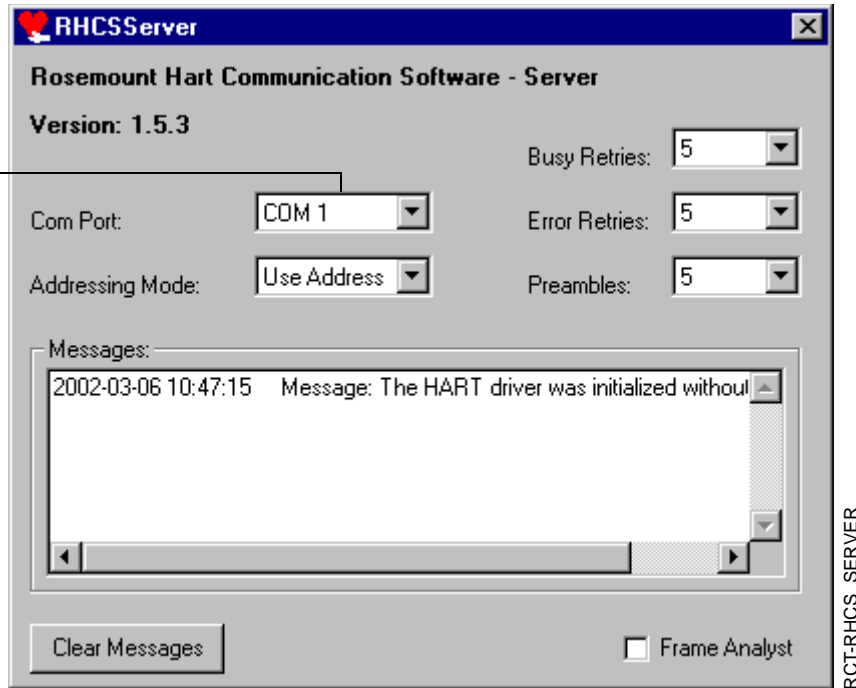 RHCSServer
Rosemount Hart Communication Software - Server
Version: 1.5.3
Busy Retries: 5
Com Port: COM 1
Error Retries: 5
Addressing Mode: Use Address
Preambles: 5
Messages:
2002-03-06 10:47:15 Message: The HART driver was initialized without
Clear Messages
Frame Analyst
RCT-RHCS_SERVER